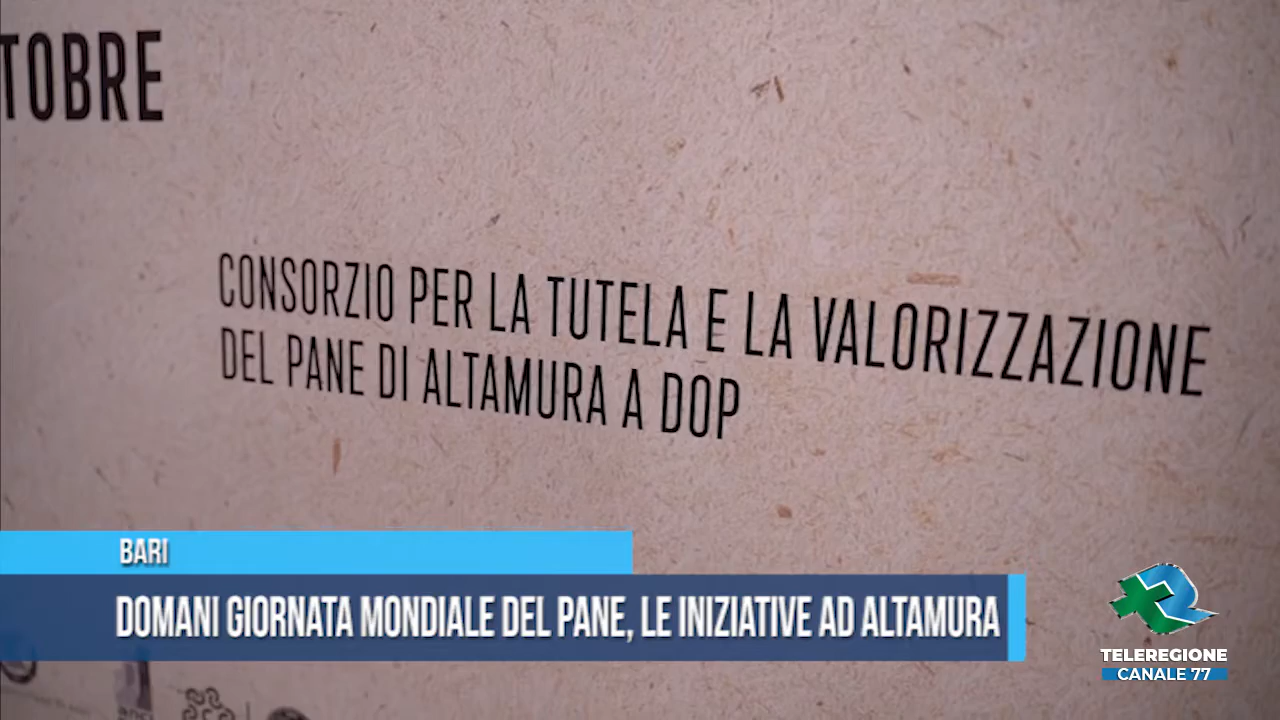 TOBRE
CONSORZIO PER LA TUTELA E LA VALORIZZAZIONE
DEL PANE DI ALTAMURA A DOP
BARI
DOMANI GIORNATA MONDIALE DEL PANE, LE INIZIATIVE AD ALTAMURA
TELEREGIONE
CANALE 77